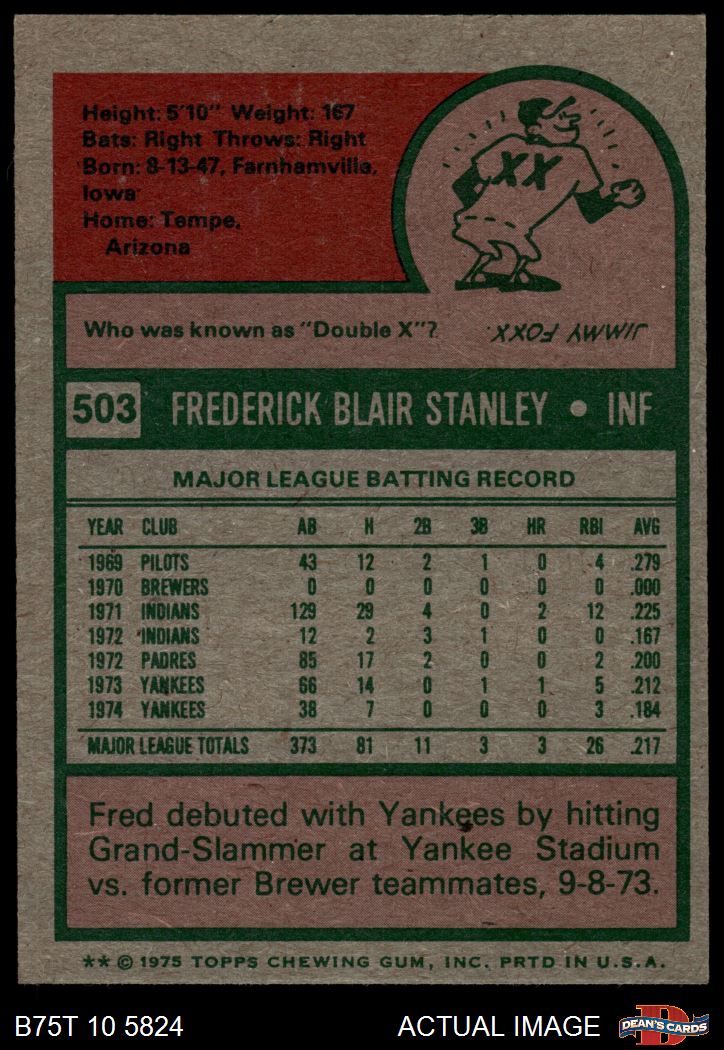 Height: 5'10" Weight: 167
Bats: Right Throws: Right
Born: 8-13-47, Farnhamville,
Iowa
Home: Tempe,
Arizona
XX
Who was known as "Double X"?
JIMMY FOXX.
503 FREDERICK BLAIR STANLEY • INF
MAJOR LEAGUE BATTING RECORD
YEAR CLUB AB H 2B 3B HR RBI AVG
1969 PILOTS 43 12 2 1 0 4 .279
1970 BREWERS 0 0 0 0 0 0 .000
1971 INDIANS 129 29 4 0 2 12 .225
1972 INDIANS 12 2 3 1 0 0 .167
1972 PADRES 85 17 2 0 0 2 .200
1973 YANKEES 66 14 0 1 1 5 .212
1974 YANKEES 38 7 0 0 0 3 .184
MAJOR LEAGUE TOTALS 373 81 11 3 3 26 .217
Fred debuted with Yankees by hitting
Grand-Slammer at Yankee Stadium
vs. former Brewer teammates, 9-8-73.
** © 1975 TOPPS CHEWING GUM, INC. PRTD IN U.S.A.
B75T 10 5824 ACTUAL IMAGE
D
DEAN'S CARDS